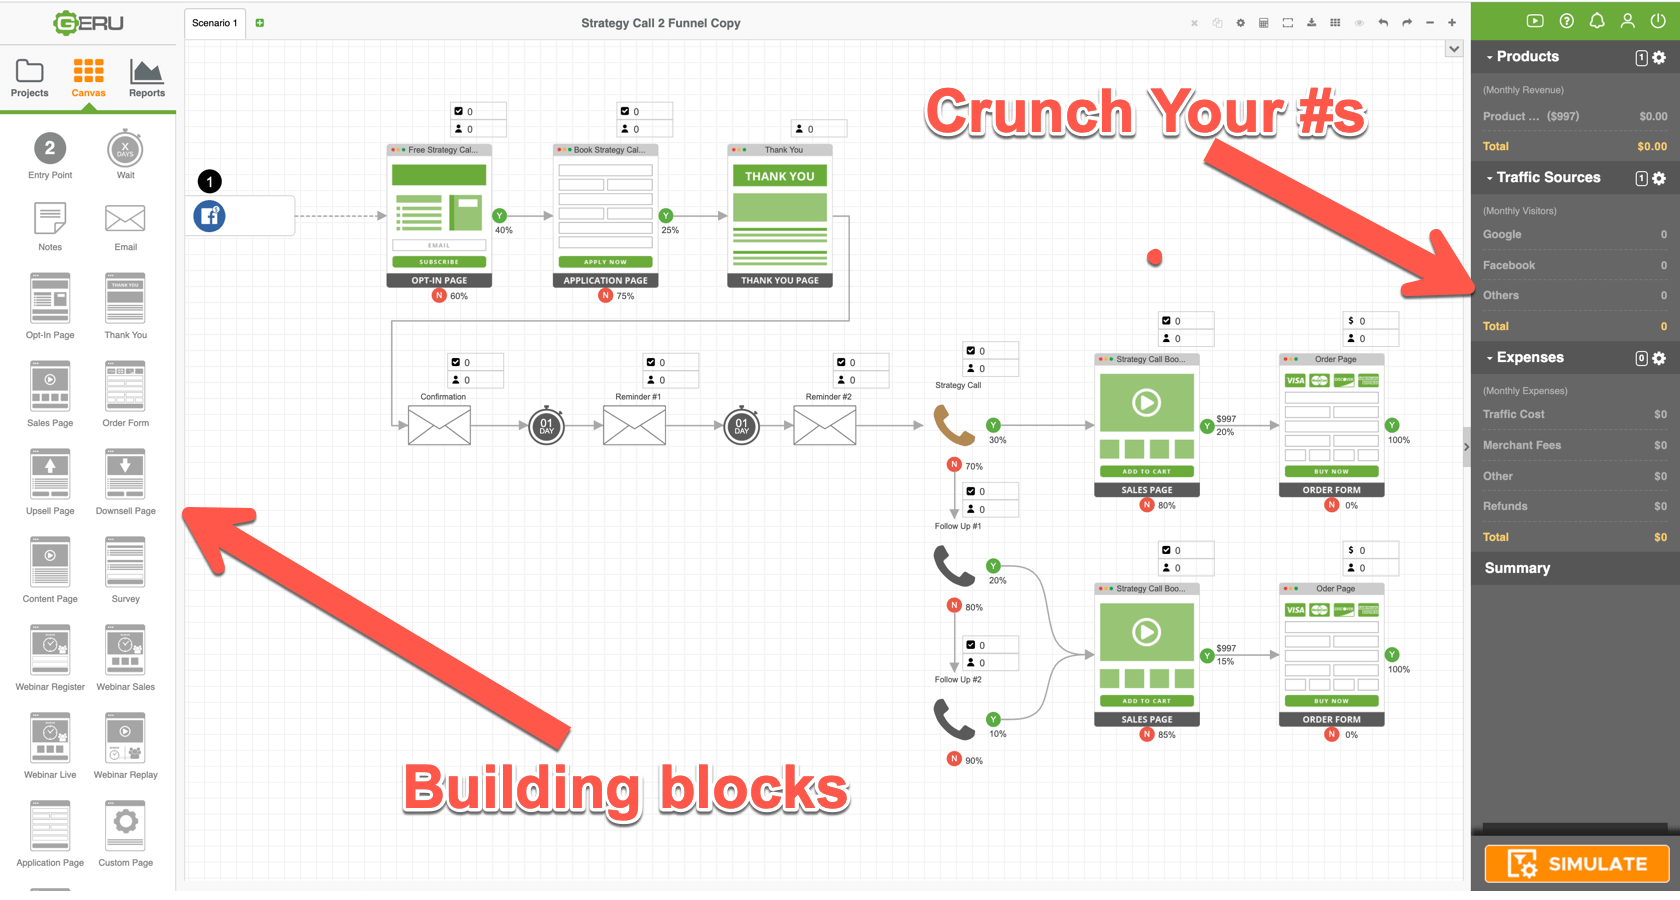 GERU
Scenario 1
Strategy Call 2 Funnel Copy
Projects
Canvas
Reports
2
Entry Point
X
DAYS
Wait
Notes
Email
Opt-In Page
THANK YOU
Thank You
Sales Page
Order Form
Upsell Page
Downsell Page
Content Page
Survey
Webinar Register
Webinar Sales
Webinar Live
Webinar Replay
Application Page
Custom Page
1
0
0
Free Strategy Cal...
EMAIL
SUBSCRIBE
OPT-IN PAGE
Y
40%
N 60%
0
0
Book Strategy Cal...
APPLY NOW
APPLICATION PAGE
Y
25%
N 75%
0
Thank You
THANK YOU
THANK YOU PAGE
Crunch Your #s
0
0
Confirmation
01
DAY
0
0
Reminder #1
01
DAY
0
0
Reminder #2
0
0
Strategy Call
Y
30%
N 70%
0
0
Follow Up #1
Y
20%
N 80%
0
0
Follow Up #2
Y
10%
N 90%
0
0
Strategy Call Boo...
ADD TO CART
SALES PAGE
Y $997
20%
N 80%
$ 0
0
Order Page
VISA
DISCOVER
BUY NOW
ORDER FORM
Y
100%
N 0%
0
0
Strategy Call Boo...
ADD TO CART
SALES PAGE
Y $997
15%
N 85%
$ 0
0
Oder Page
VISA
DISCOVER
BUY NOW
ORDER FORM
Y
100%
N 0%
Building blocks
Products 1
(Monthly Revenue)
Product ... ($997) $0.00
Total $0.00
Traffic Sources 1
(Monthly Visitors)
Google 0
Facebook 0
Others 0
Total 0
Expenses 0
(Monthly Expenses)
Traffic Cost $0
Merchant Fees $0
Other $0
Refunds $0
Total $0
Summary
SIMULATE